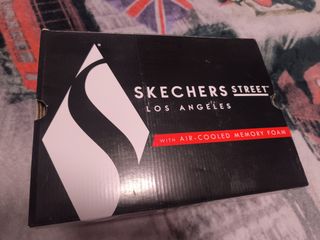 SKECHERS STREET
LOS ANGELES
WITH AIR-COOLED MEMORY FOAM